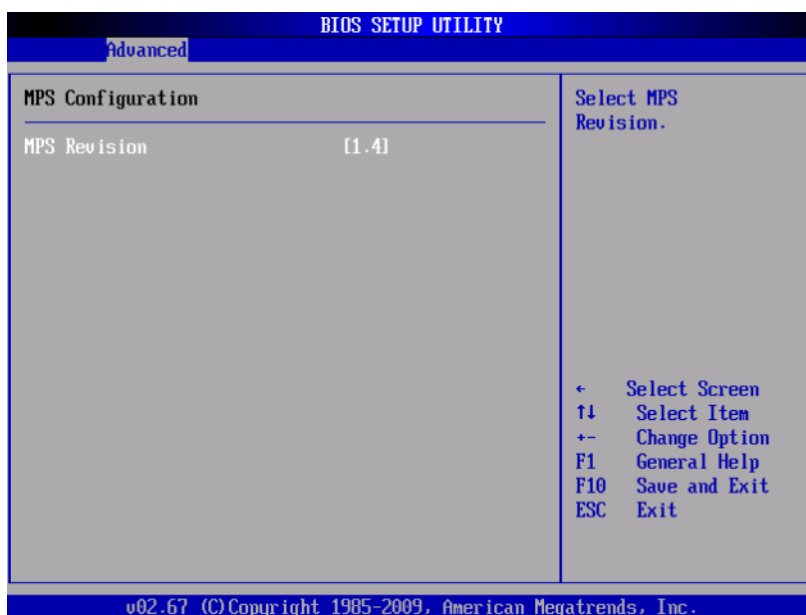 BIOS SETUP UTILITY
Advanced
MPS Configuration
MPS Revision [1.4]
Select MPS
Revision.
← Select Screen
↑↓ Select Item
+- Change Option
F1 General Help
F10 Save and Exit
ESC Exit
v02.67 (C)Copyright 1985-2009, American Megatrends, Inc.